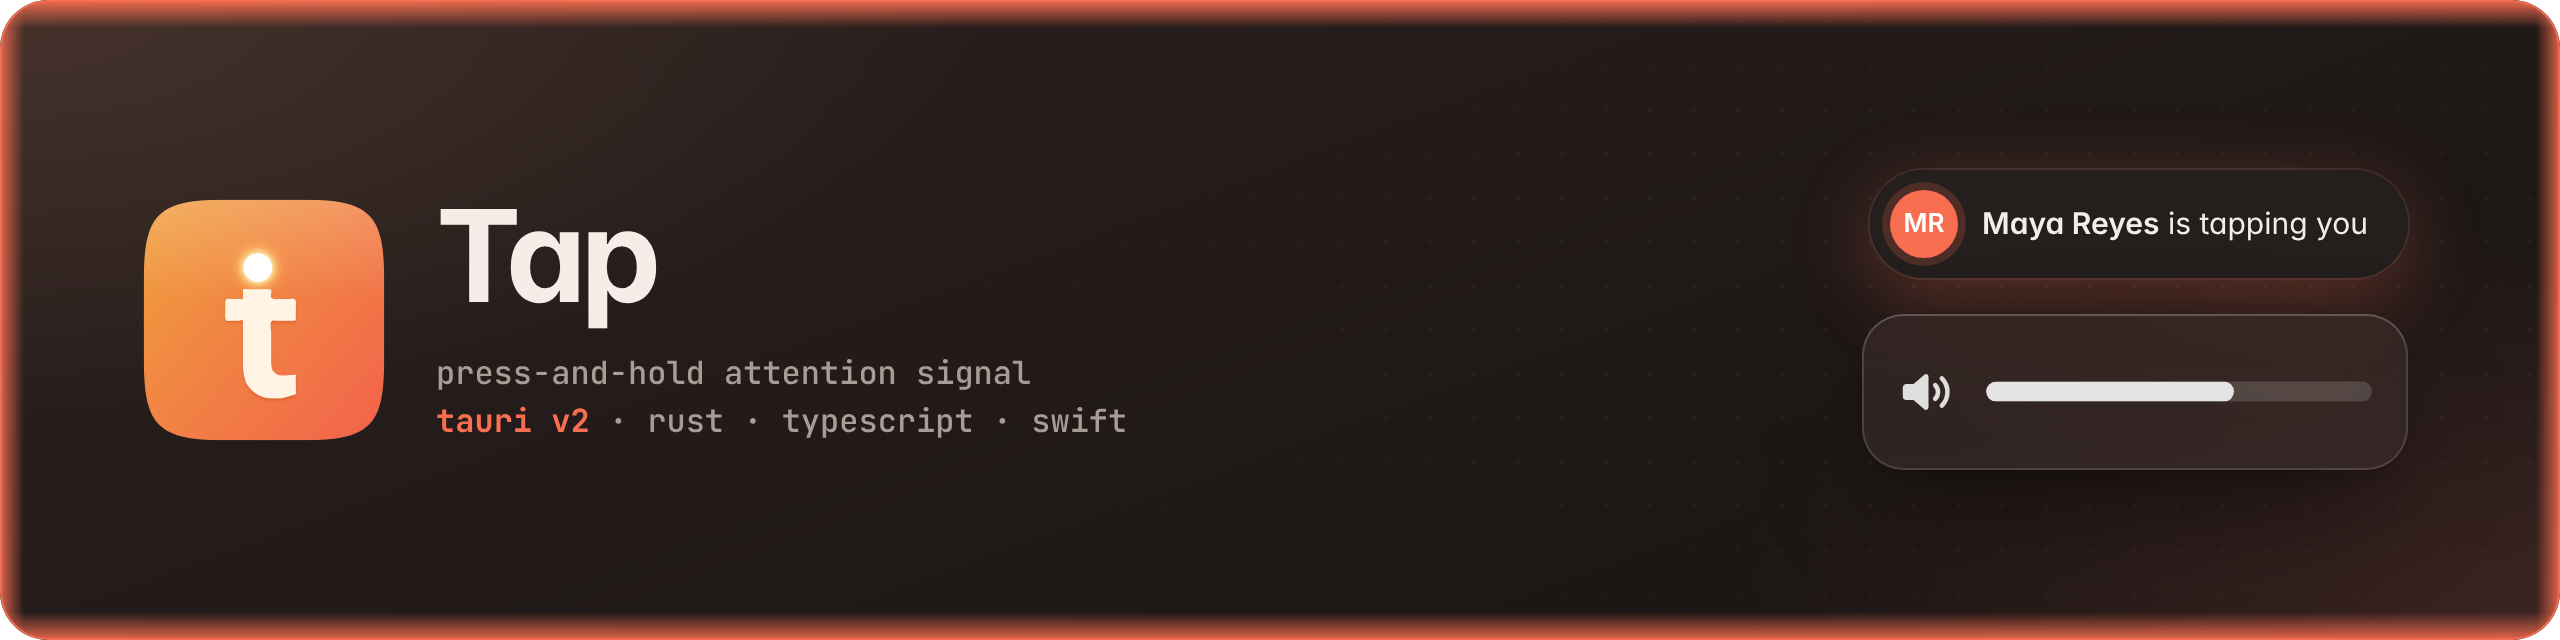 t
Tap
press-and-hold attention signal
tauri v2 · rust · typescript · swift
MR Maya Reyes is tapping you